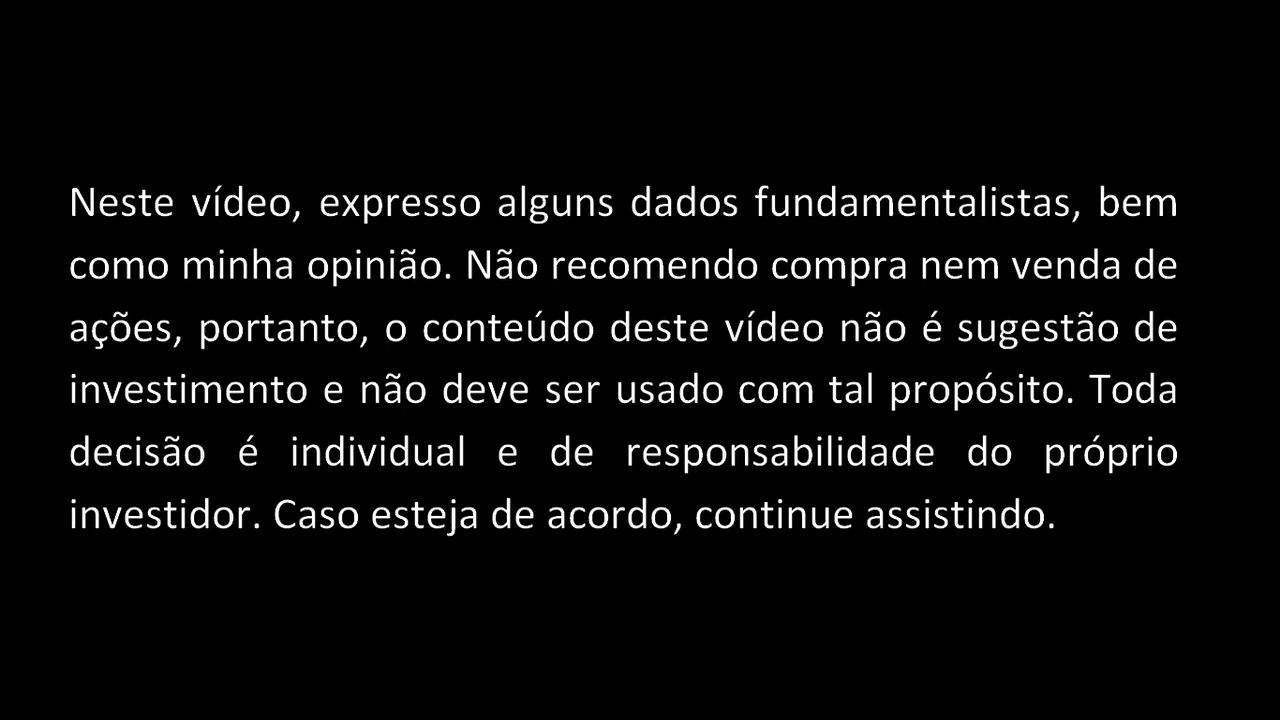 Neste vídeo, expresso alguns dados fundamentalistas, bem
como minha opinião. Não recomendo compra nem venda de
ações, portanto, o conteúdo deste vídeo não é sugestão de
investimento e não deve ser usado com tal propósito. Toda
decisão é individual e de responsabilidade do próprio
investidor. Caso esteja de acordo, continue assistindo.